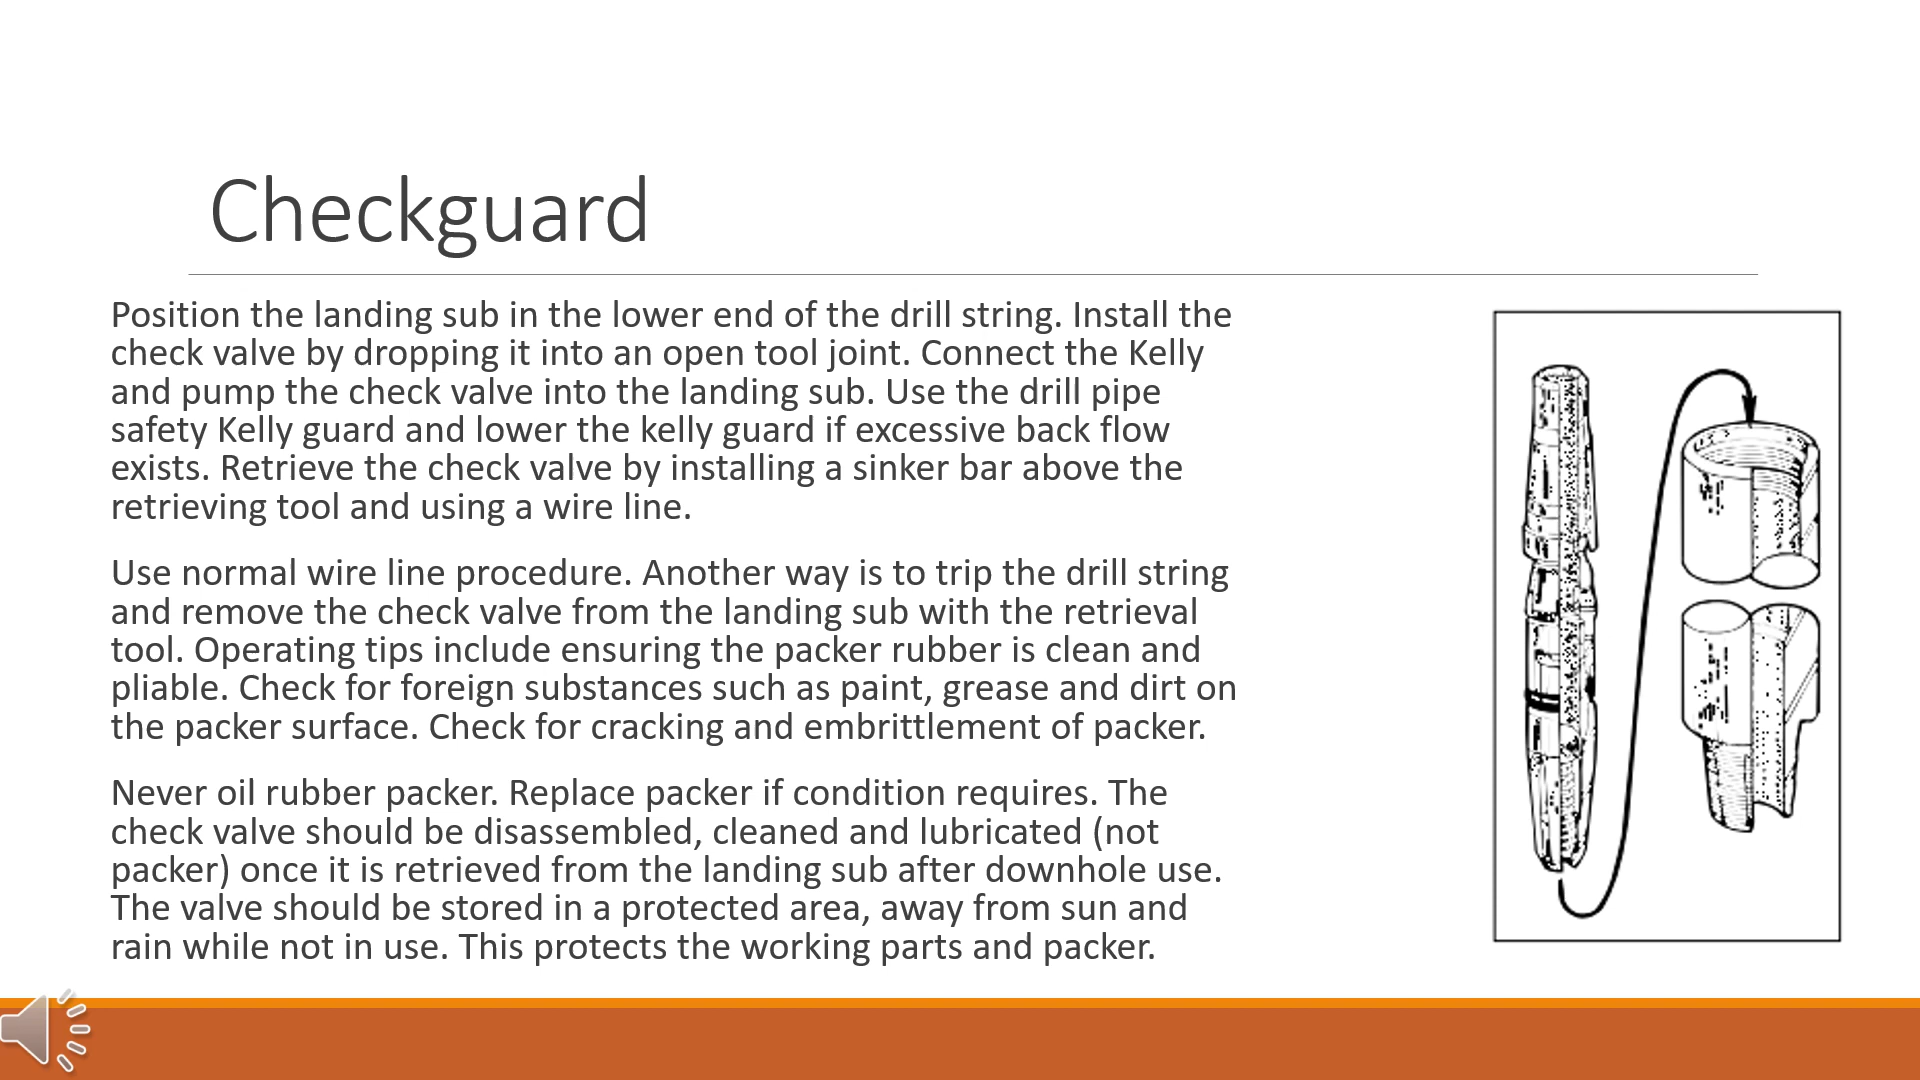 Checkguard
Position the landing sub in the lower end of the drill string. Install the
check valve by dropping it into an open tool joint. Connect the Kelly
and pump the check valve into the landing sub. Use the drill pipe
safety Kelly guard and lower the kelly guard if excessive back flow
exists. Retrieve the check valve by installing a sinker bar above the
retrieving tool and using a wire line.
Use normal wire line procedure. Another way is to trip the drill string
and remove the check valve from the landing sub with the retrieval
tool. Operating tips include ensuring the packer rubber is clean and
pliable. Check for foreign substances such as paint, grease and dirt on
the packer surface. Check for cracking and embrittlement of packer.
Never oil rubber packer. Replace packer if condition requires. The
check valve should be disassembled, cleaned and lubricated (not
packer) once it is retrieved from the landing sub after downhole use.
The valve should be stored in a protected area, away from sun and
rain while not in use. This protects the working parts and packer.